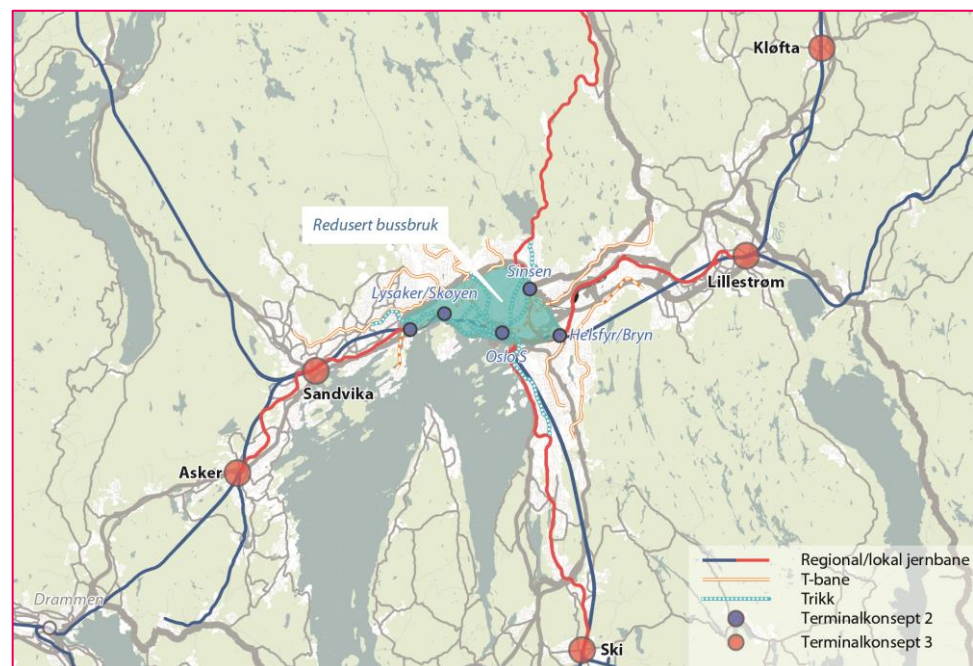 Kløfta
Redusert bussbruk
Sinsen
Lillestrøm
Lysaker/Skøyen
Helsfyr/Bryn
Oslo S
Sandvika
Asker
Regional/lokal jernbane
T-bane
Trikk
Drammen
Terminalkonsept 2
Terminalkonsept 3
Ski